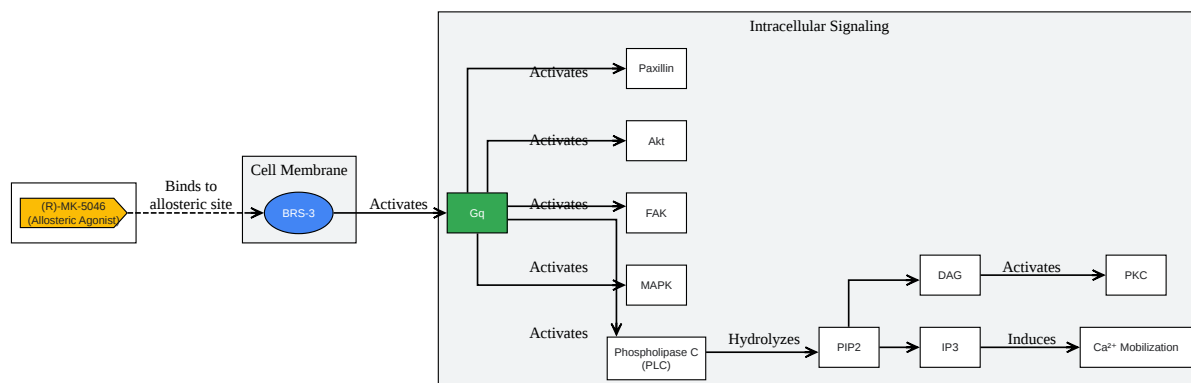 Intracellular Signaling
Activates
Paxillin
Activates
Akt
Cell Membrane
Binds to
allosteric site
(R)-MK-5046
(Allosteric Agonist)
BRS-3
Activates
Gq
Activates
FAK
Activates
MAPK
DAG
Activates
PKC
Activates
Phospholipase C
(PLC)
Hydrolyzes
PIP2
IP3
Induces
Ca²⁺ Mobilization